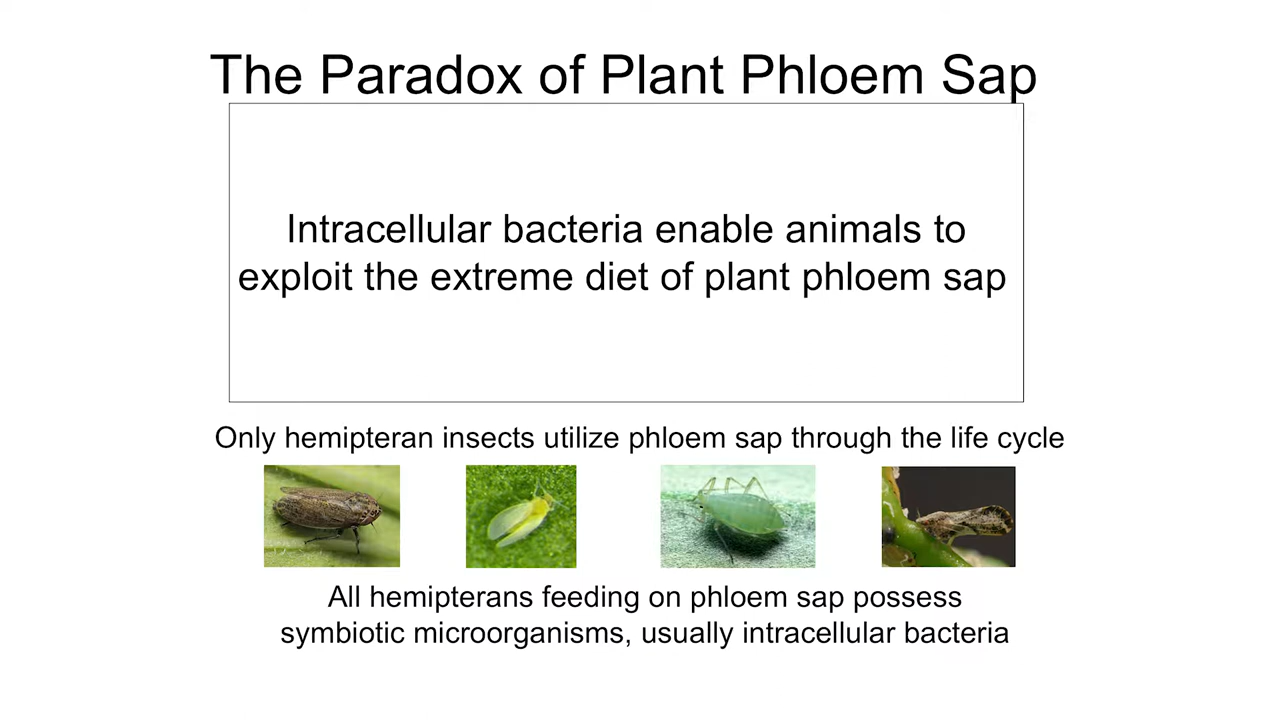 The Paradox of Plant Phloem Sap
Intracellular bacteria enable animals to
exploit the extreme diet of plant phloem sap
Only hemipteran insects utilize phloem sap through the life cycle
All hemipterans feeding on phloem sap possess
symbiotic microorganisms, usually intracellular bacteria